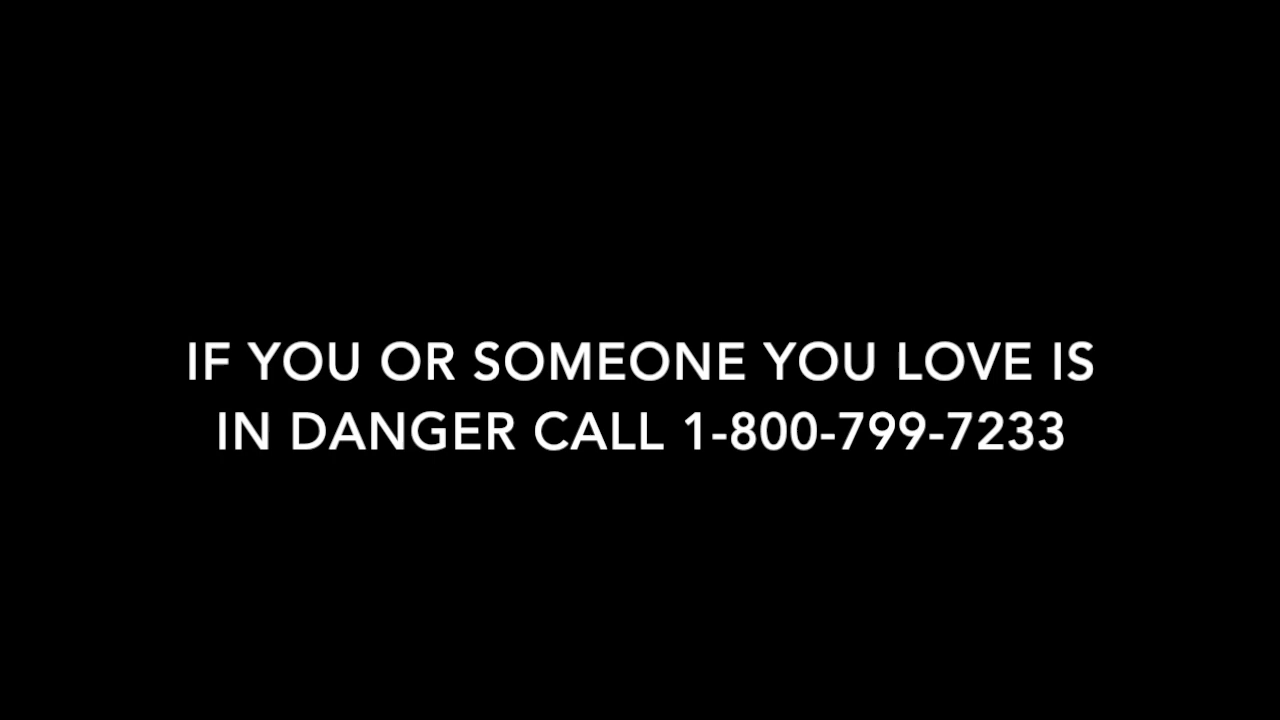 IF YOU OR SOMEONE YOU LOVE IS
IN DANGER CALL 1-800-799-7233